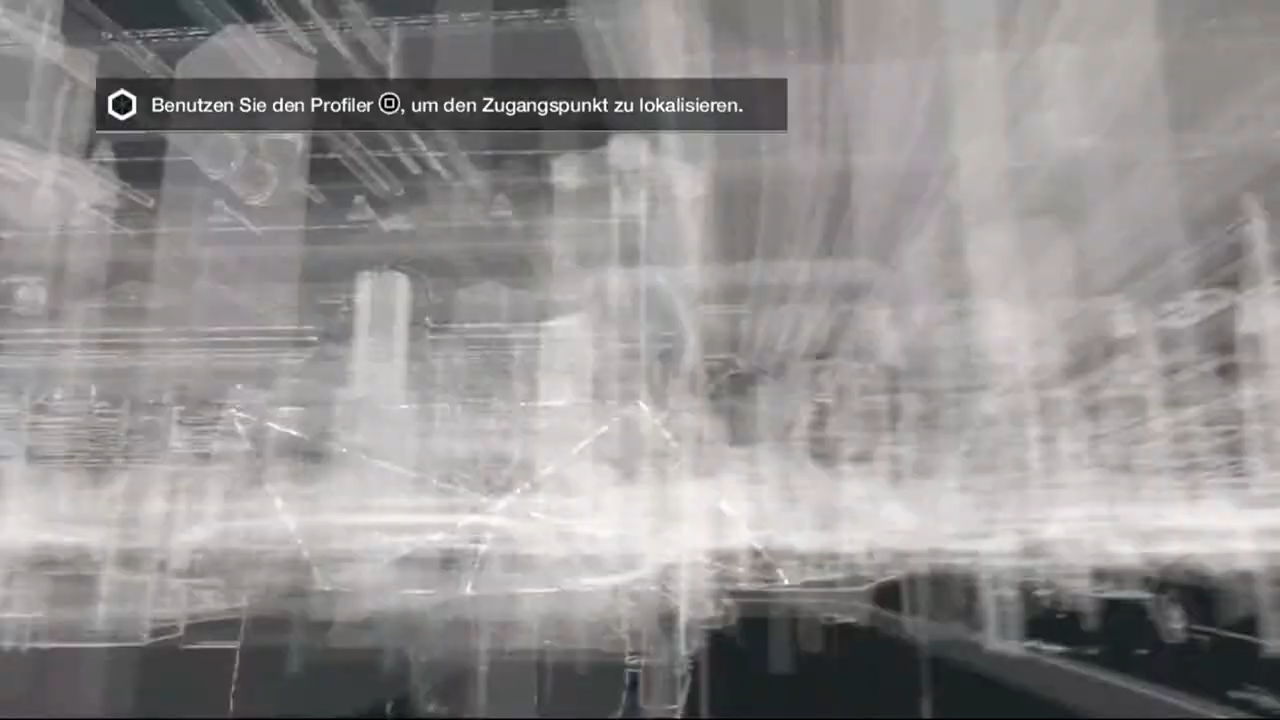 Benutzen Sie den Profiler , um den Zugangspunkt zu lokalisieren.